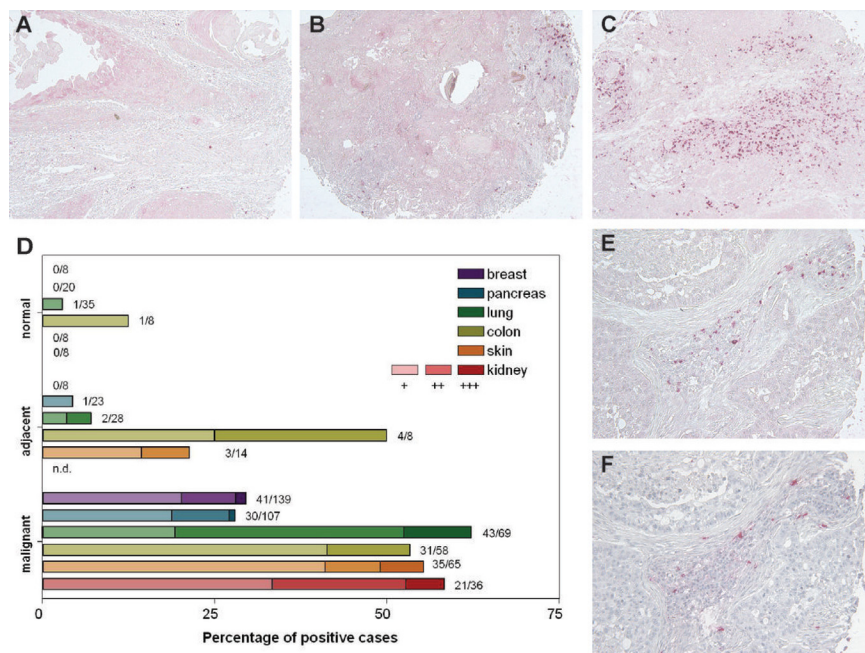 A
B
C
D
0/8
0/20
1/35
1/8
0/8
0/8
normal
breast
pancreas
lung
colon
skin
kidney
+ ++ +++
0/8
1/23
2/28
4/8
3/14
n.d.
adjacent
41/139
30/107
43/69
31/58
35/65
21/36
malignant
0 25 50 75
Percentage of positive cases
E
F